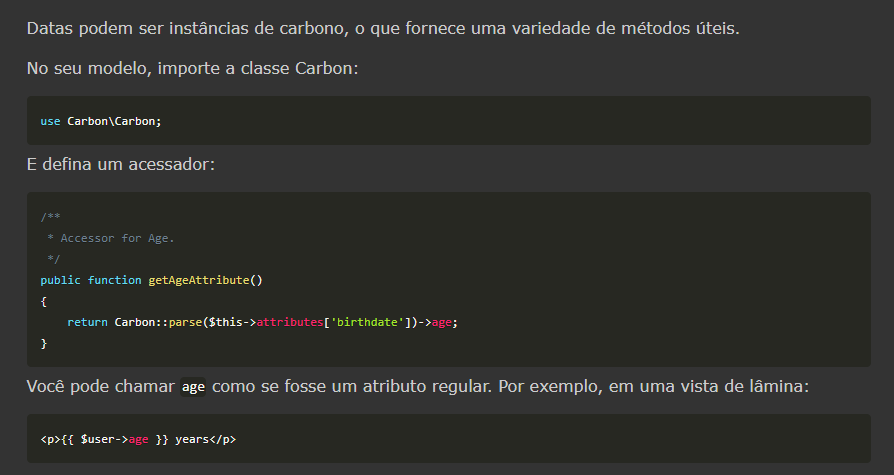 Datas podem ser instâncias de carbono, o que fornece uma variedade de métodos úteis.
No seu modelo, importe a classe Carbon:
use Carbon\Carbon;
E defina um acessador:
/**
 * Accessor for Age.
 */
public function getAgeAttribute()
{
    return Carbon::parse($this->attributes['birthdate'])->age;
}
Você pode chamar age como se fosse um atributo regular. Por exemplo, em uma vista de lâmina:
<p>{{ $user->age }} years</p>